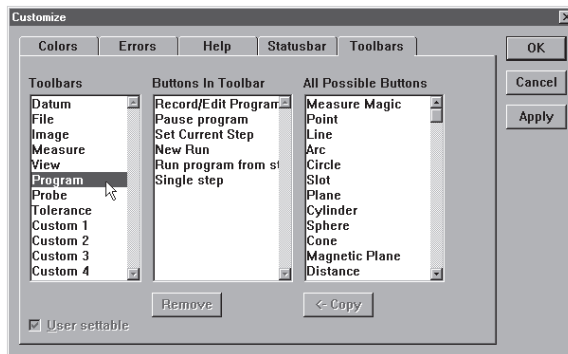 Customize
Colors
Errors
Help
Statusbar
Toolbars
OK
Cancel
Apply
Toolbars
Datum
File
Image
Measure
View
Program
Probe
Tolerance
Custom 1
Custom 2
Custom 3
Custom 4
Buttons In Toolbar
Record/Edit Program
Pause program
Set Current Step
New Run
Run program from st
Single step
Remove
All Possible Buttons
Measure Magic
Point
Line
Arc
Circle
Slot
Plane
Cylinder
Sphere
Cone
Magnetic Plane
Distance
<- Copy
User settable